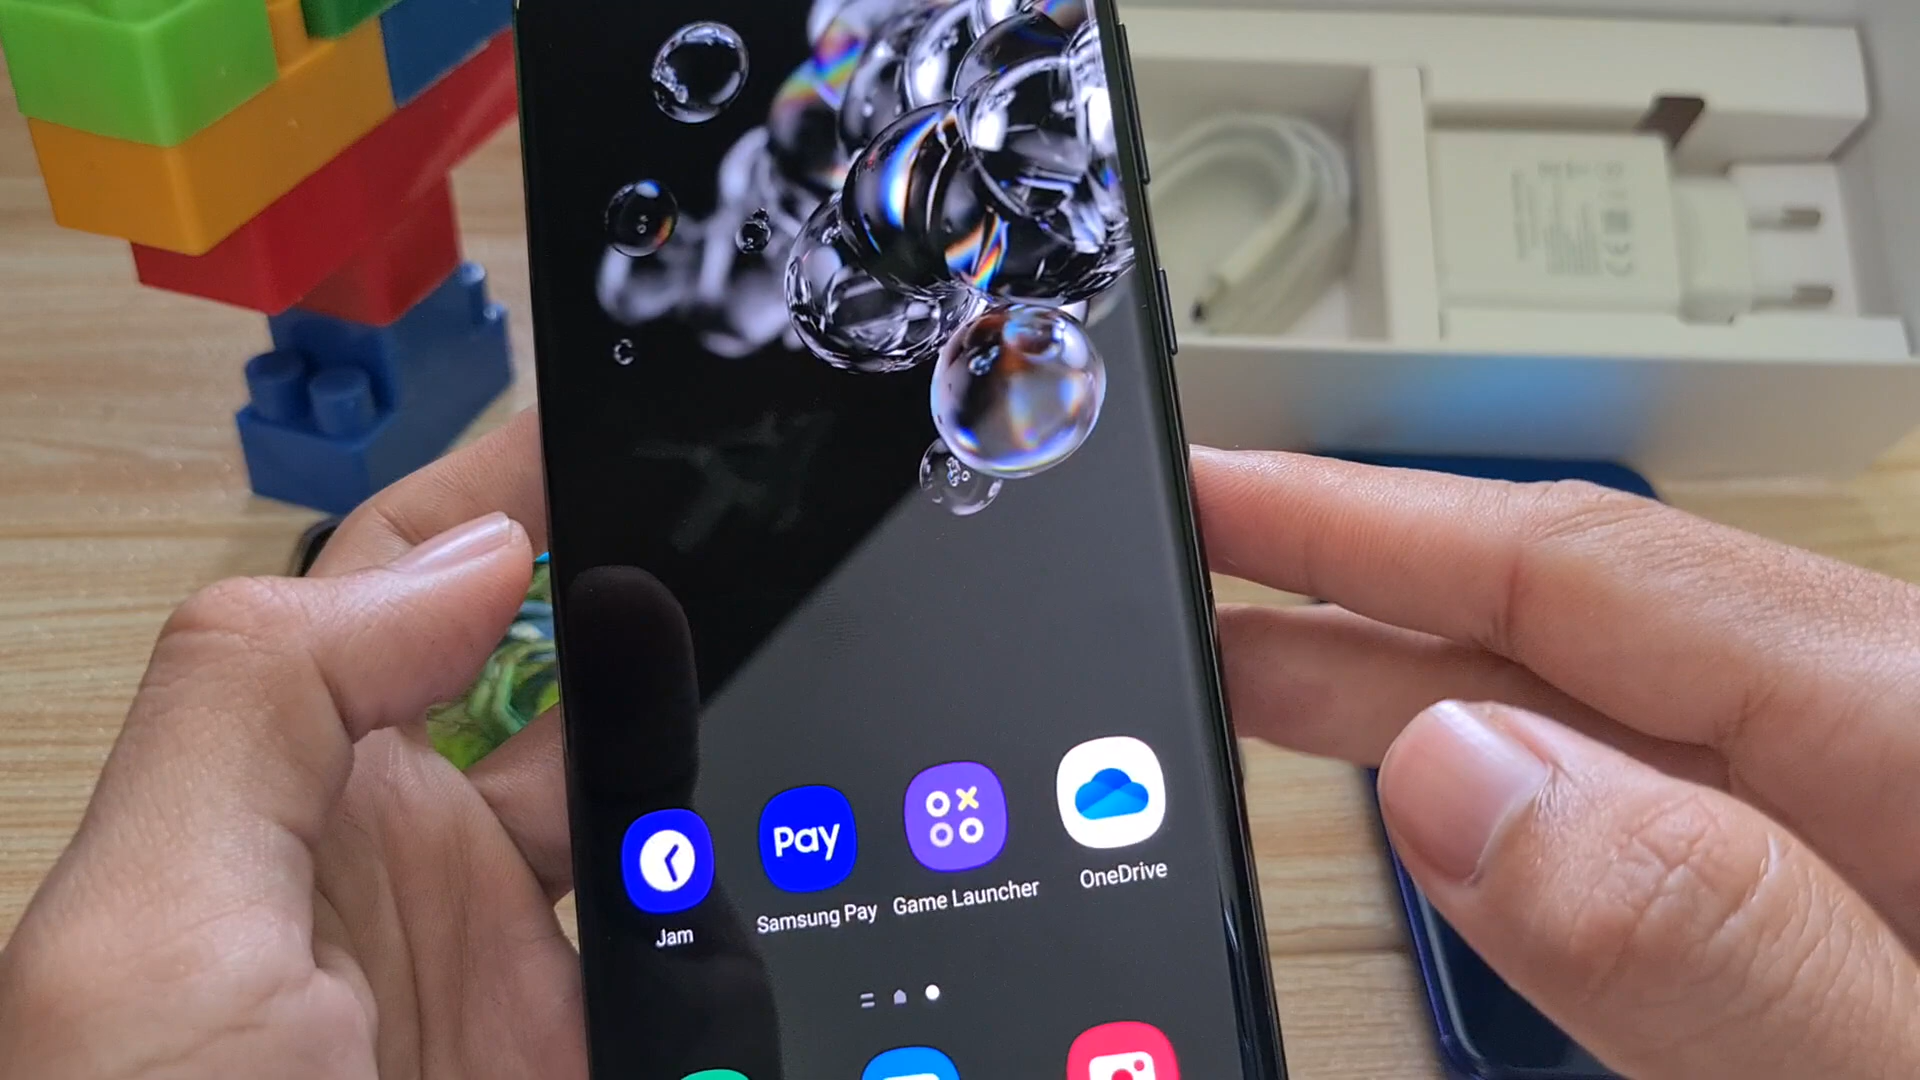 Pay
Jam
Samsung Pay
Game Launcher
OneDrive